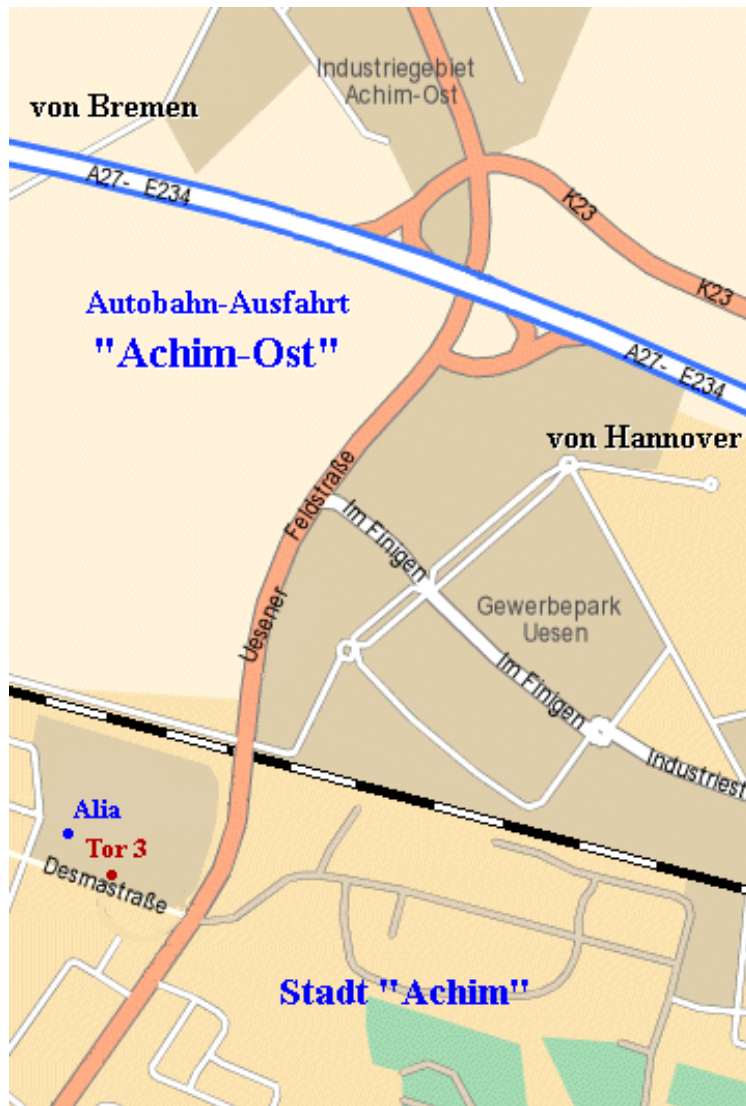 Industriegebiet
Achim-Ost
von Bremen
A27- E234
K23
K23
Autobahn-Ausfahrt
"Achim-Ost"
A27- E234
von Hannover
Uesener Feldstraße
Im Finigen
Gewerbepark
Uesen
Im Finigen
Industriest
Alia
Tor 3
Desmastraße
Stadt "Achim"